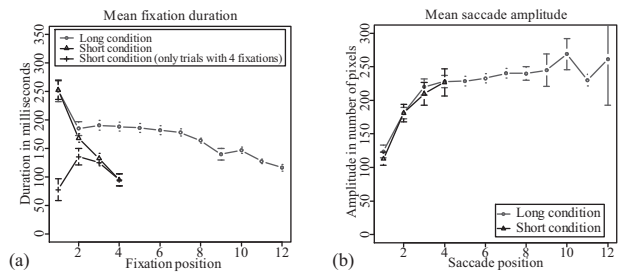 Mean fixation duration
Long condition
Short condition
Short condition (only trials with 4 fixations)
Duration in milliseconds
0 50 100 150 200 250 300 350
2 4 6 8 10 12
(a) Fixation position
Mean saccade amplitude
Amplitude in number of pixels
0 50 100 150 200 250 300
Long condition
Short condition
2 4 6 8 10 12
(b) Saccade position